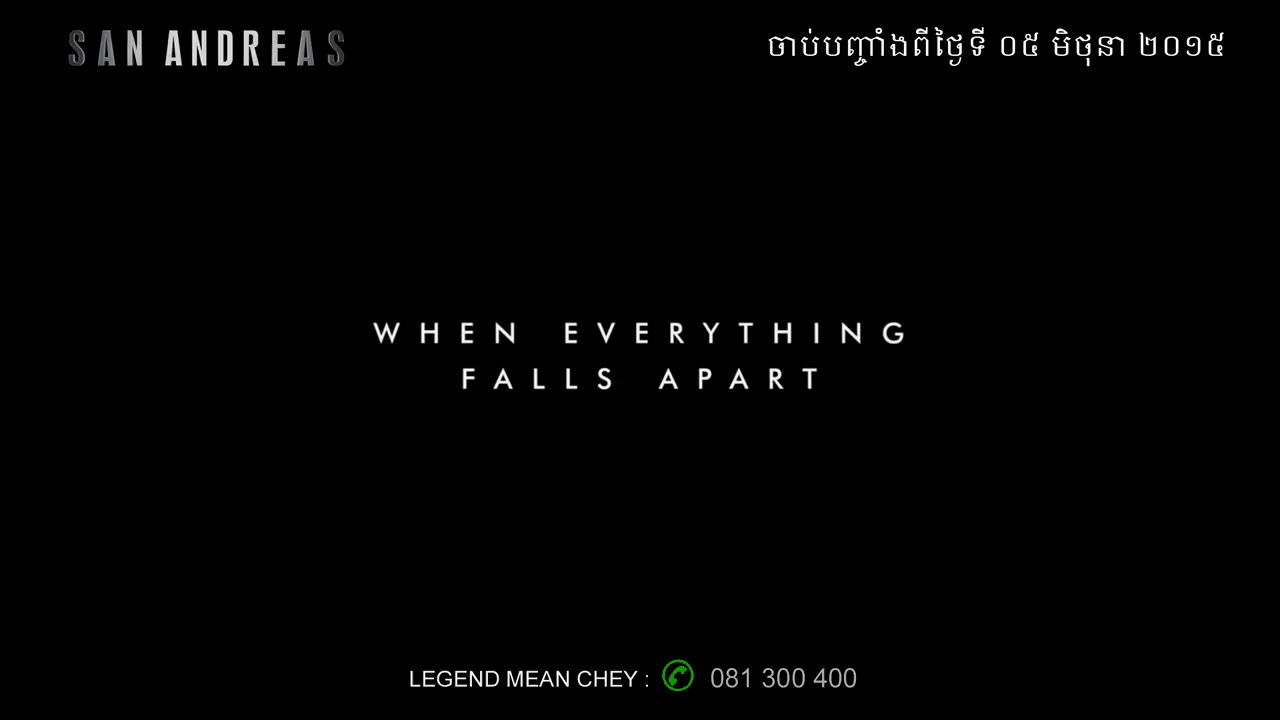 SAN ANDREAS
ចាប់បញ្ចាំងពីថ្ងៃទី ០៥ មិថុនា ២០១៥
WHEN EVERYTHING
FALLS APART
LEGEND MEAN CHEY : 081 300 400